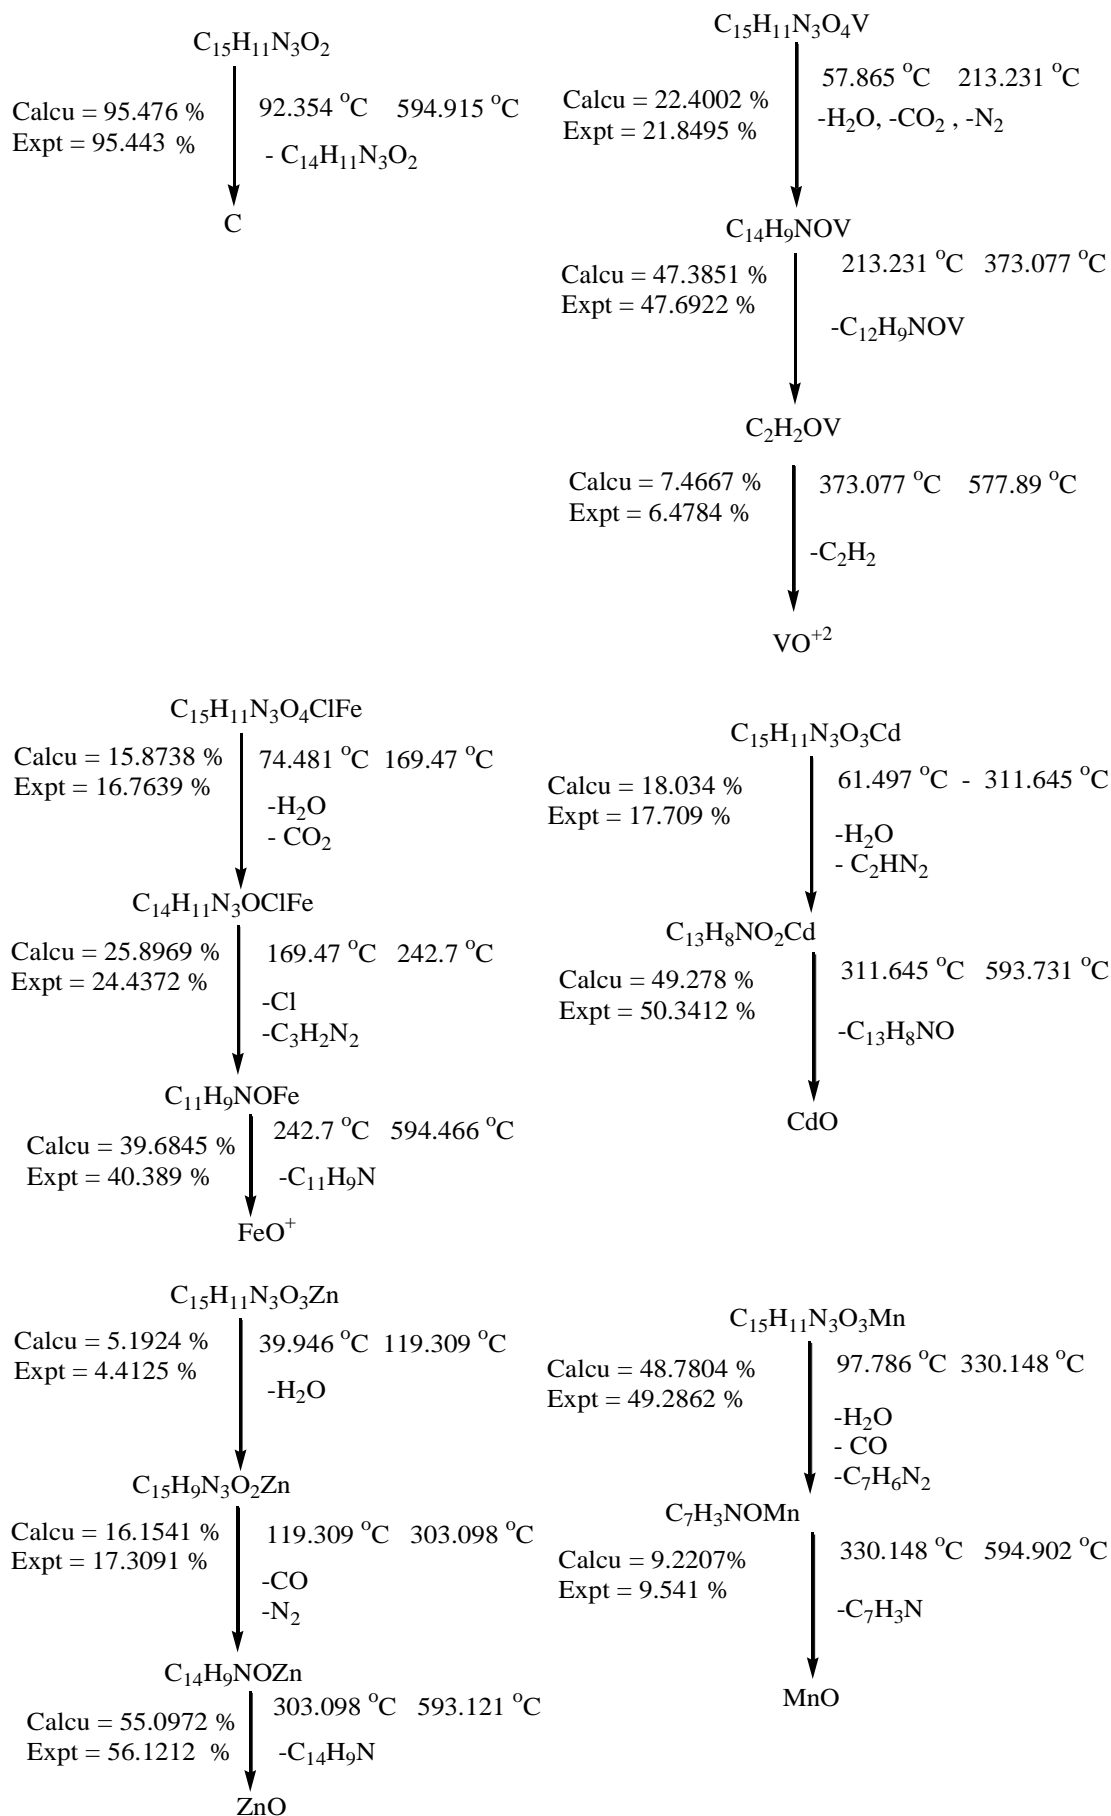 C15H11N3O2
Calcu = 95.476 %
Expt = 95.443 %
92.354 °C 594.915 °C
- C14H11N3O2
C
C15H11N3O4V
Calcu = 22.4002 %
Expt = 21.8495 %
57.865 °C 213.231 °C
-H2O, -CO2 , -N2
C14H9NOV
Calcu = 47.3851 %
Expt = 47.6922 %
213.231 °C 373.077 °C
-C12H9NOV
C2H2OV
Calcu = 7.4667 %
Expt = 6.4784 %
373.077 °C 577.89 °C
-C2H2
VO+2
C15H11N3O4ClFe
Calcu = 15.8738 %
Expt = 16.7639 %
74.481 °C 169.47 °C
-H2O
- CO2
C14H11N3OClFe
Calcu = 25.8969 %
Expt = 24.4372 %
169.47 °C 242.7 °C
-Cl
-C3H2N2
C11H9NOFe
Calcu = 39.6845 %
Expt = 40.389 %
242.7 °C 594.466 °C
-C11H9N
FeO+
C15H11N3O3Cd
Calcu = 18.034 %
Expt = 17.709 %
61.497 °C - 311.645 °C
-H2O
- C2HN2
C13H8NO2Cd
Calcu = 49.278 %
Expt = 50.3412 %
311.645 °C 593.731 °C
-C13H8NO
CdO
C15H11N3O3Zn
Calcu = 5.1924 %
Expt = 4.4125 %
39.946 °C 119.309 °C
-H2O
C15H9N3O2Zn
Calcu = 16.1541 %
Expt = 17.3091 %
119.309 °C 303.098 °C
-CO
-N2
C14H9NOZn
Calcu = 55.0972 %
Expt = 56.1212 %
303.098 °C 593.121 °C
-C14H9N
ZnO
C15H11N3O3Mn
Calcu = 48.7804 %
Expt = 49.2862 %
97.786 °C 330.148 °C
-H2O
- CO
-C7H6N2
C7H3NOMn
Calcu = 9.2207%
Expt = 9.541 %
330.148 °C 594.902 °C
-C7H3N
MnO